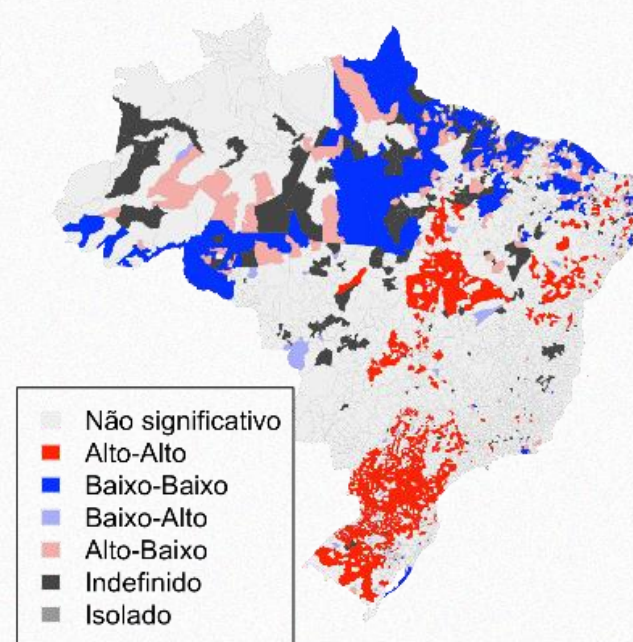 Não significativo
Alto-Alto
Baixo-Baixo
Baixo-Alto
Alto-Baixo
Indefinido
Isolado